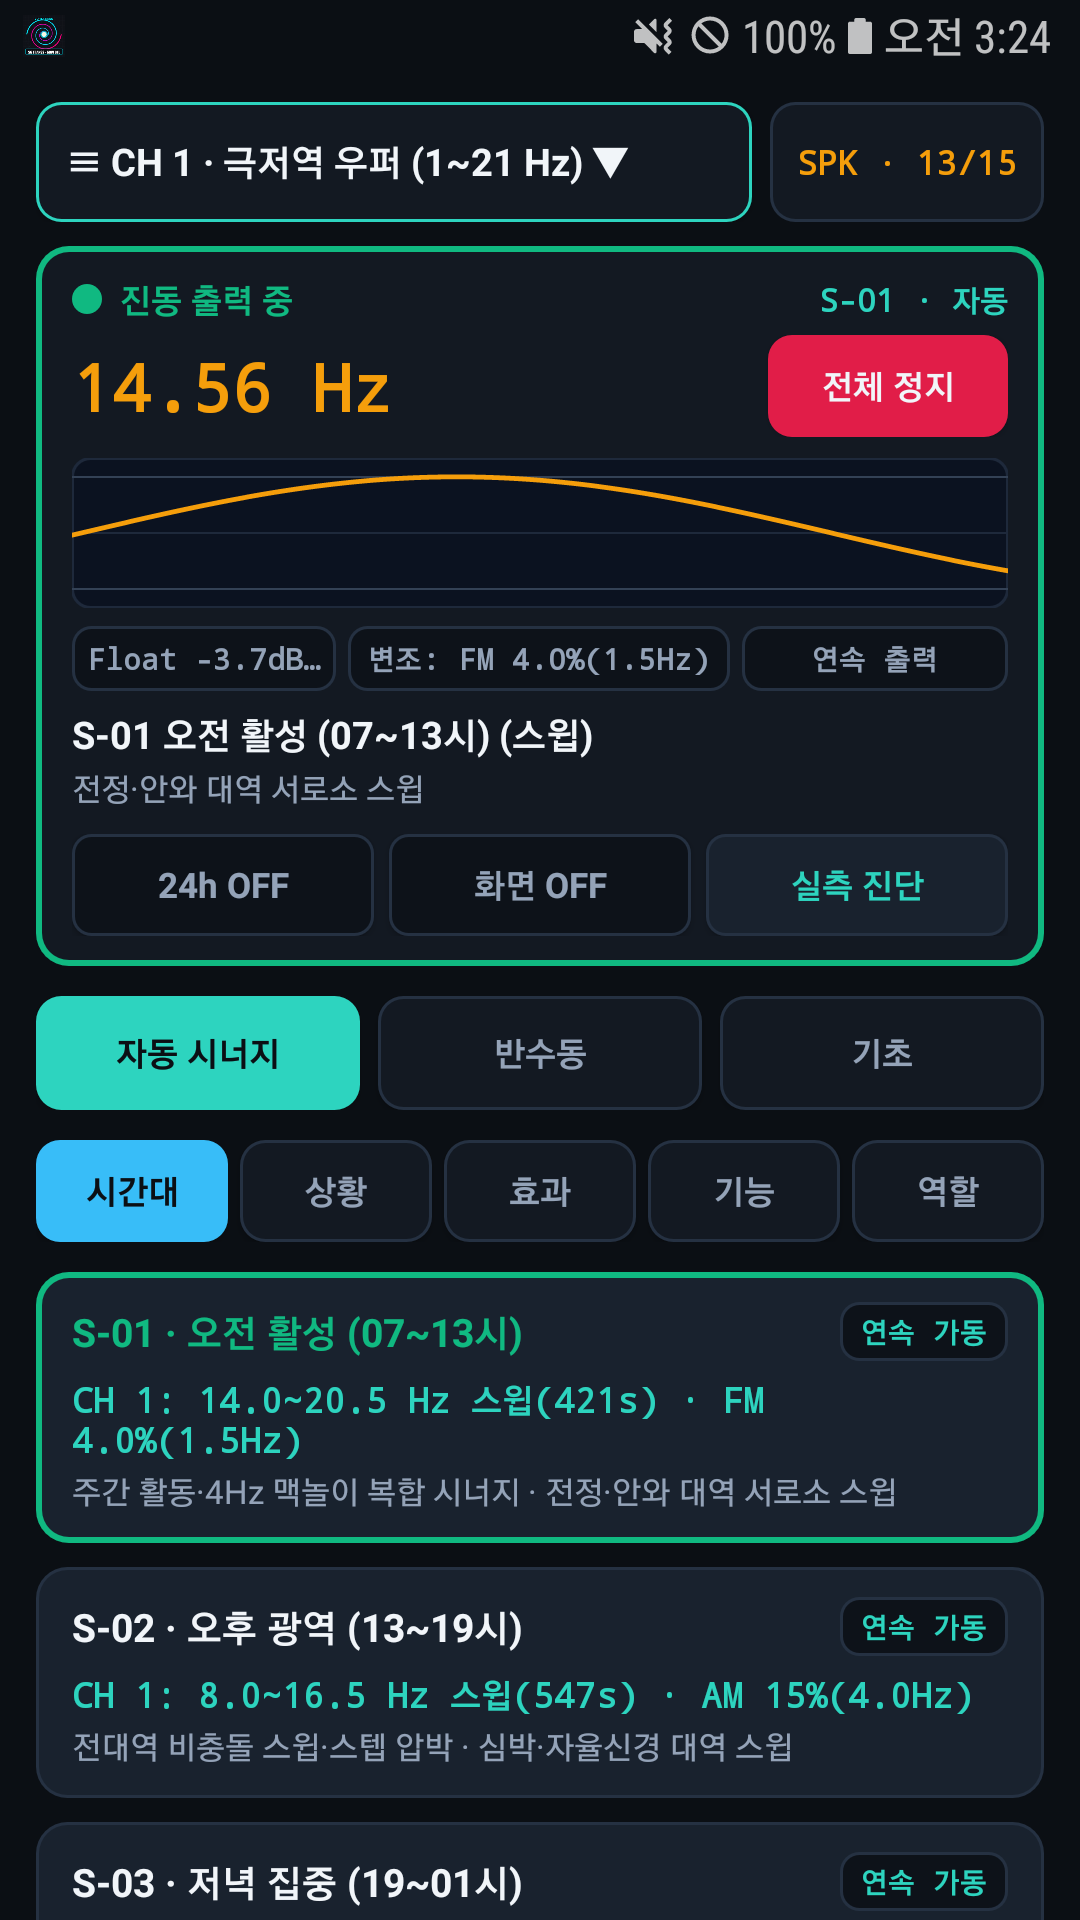 100% 오전 3:24
≡ CH 1 · 극저역 우퍼 (1~21 Hz) ▼
SPK · 13/15
진동 출력 중
S-01 · 자동
14.56 Hz
전체 정지
Float -3.7dB…
변조: FM 4.0%(1.5Hz)
연속 출력
S-01 오전 활성 (07~13시) (스윕)
전정·안와 대역 서로소 스윕
24h OFF
화면 OFF
실측 진단
자동 시너지
반수동
기초
시간대
상황
효과
기능
역할
S-01 · 오전 활성 (07~13시)
연속 가동
CH 1: 14.0~20.5 Hz 스윕(421s) · FM
4.0%(1.5Hz)
주간 활동·4Hz 맥놀이 복합 시너지 · 전정·안와 대역 서로소 스윕
S-02 · 오후 광역 (13~19시)
연속 가동
CH 1: 8.0~16.5 Hz 스윕(547s) · AM 15%(4.0Hz)
전대역 비충돌 스윕·스텝 압박 · 심박·자율신경 대역 스윕
S-03 · 저녁 집중 (19~01시)
연속 가동